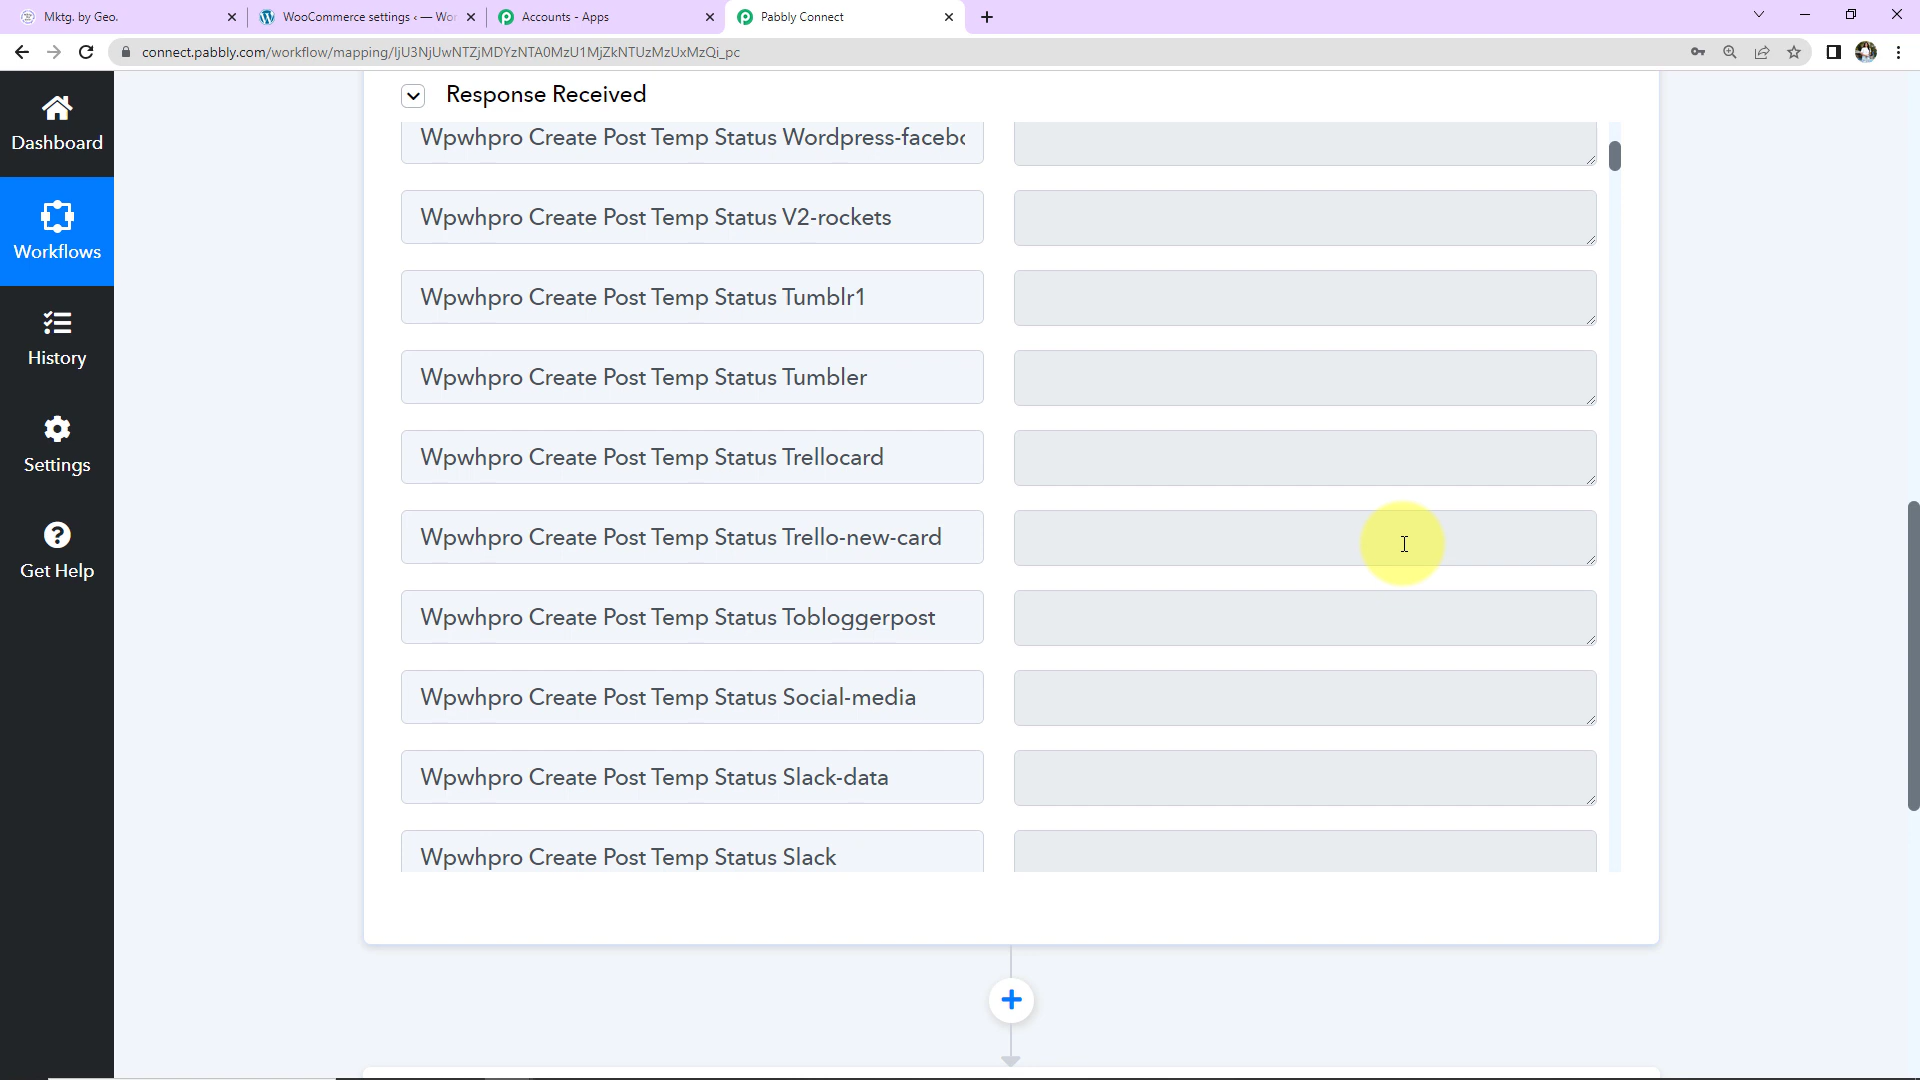 Mktg. by Geo.
WooCommerce settings ‹ — Wor
Accounts - Apps
Pabbly Connect
connect.pabbly.com/workflow/mapping/IjU3NjUwNTZjMDYzNTA0MzU1MjZkNTUzMzUxMzQi_pc
Dashboard
Workflows
History
Settings
Get Help
Response Received
Wpwhpro Create Post Temp Status Wordpress-facebo
Wpwhpro Create Post Temp Status V2-rockets
Wpwhpro Create Post Temp Status Tumblr1
Wpwhpro Create Post Temp Status Tumbler
Wpwhpro Create Post Temp Status Trellocard
Wpwhpro Create Post Temp Status Trello-new-card
Wpwhpro Create Post Temp Status Tobloggerpost
Wpwhpro Create Post Temp Status Social-media
Wpwhpro Create Post Temp Status Slack-data
Wpwhpro Create Post Temp Status Slack